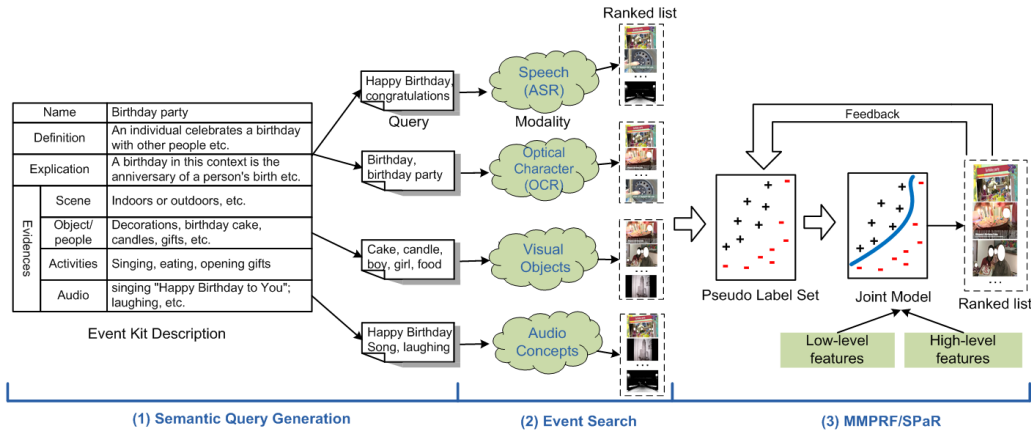 Ranked list
Happy Birthday,
congratulations
Speech
(ASR)
...
Query
Modality
Name
Birthday party
Definition
An individual celebrates a birthday
with other people etc.
Explication
A birthday in this context is the
anniversary of a person's birth etc.
Evidences
Scene
Indoors or outdoors, etc.
Object/
people
Decorations, birthday cake,
candles, gifts, etc.
Activities
Singing, eating, opening gifts
Audio
singing "Happy Birthday to You";
laughing, etc.
Event Kit Description
Birthday,
birthday party
Optical
Character
(OCR)
...
Cake, candle,
boy, girl, food
Visual
Objects
...
Happy Birthday
Song, laughing
Audio
Concepts
...
Feedback
Pseudo Label Set
Joint Model
...
Ranked list
Low-level
features
High-level
features
(1) Semantic Query Generation
(2) Event Search
(3) MMPRF/SPaR